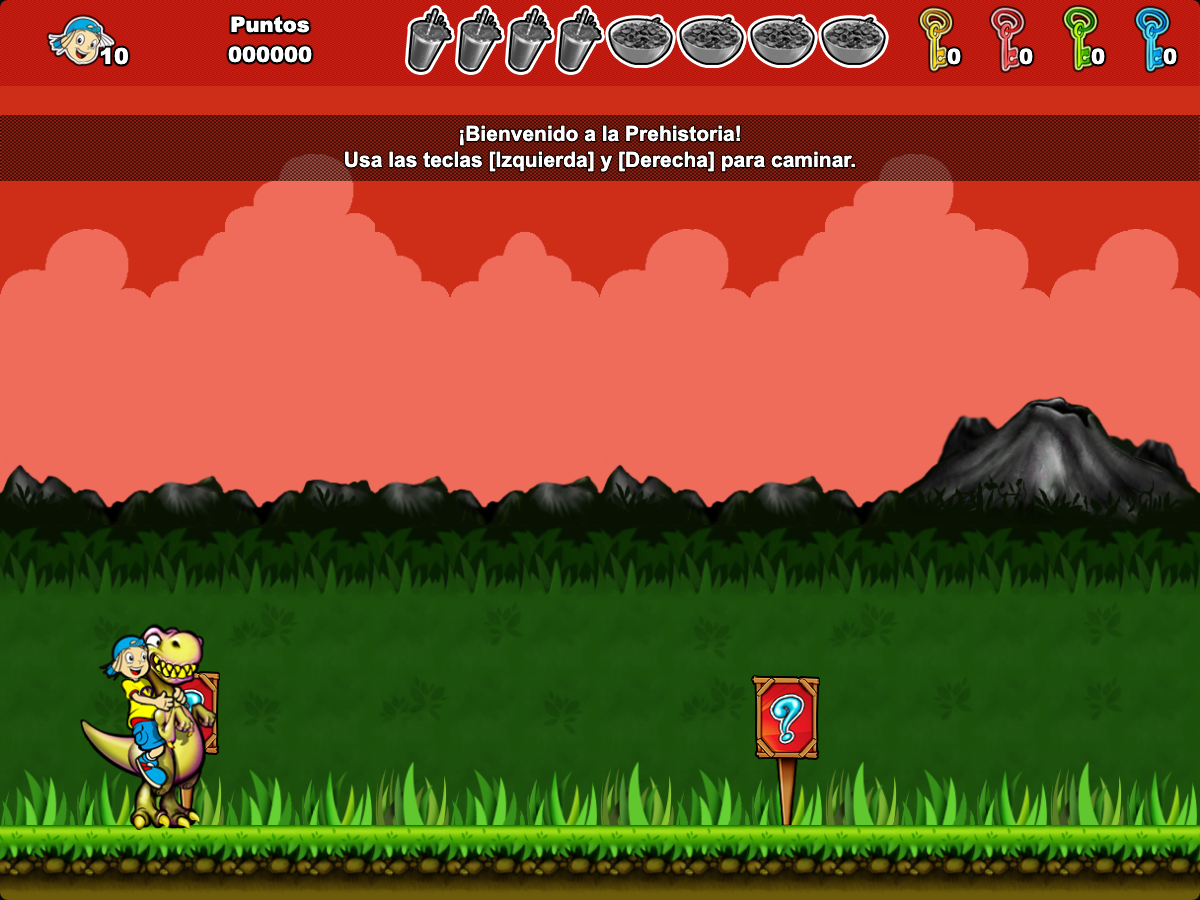 10
Puntos
000000
0
0
0
0
¡Bienvenido a la Prehistoria!
Usa las teclas [Izquierda] y [Derecha] para caminar.
?
?